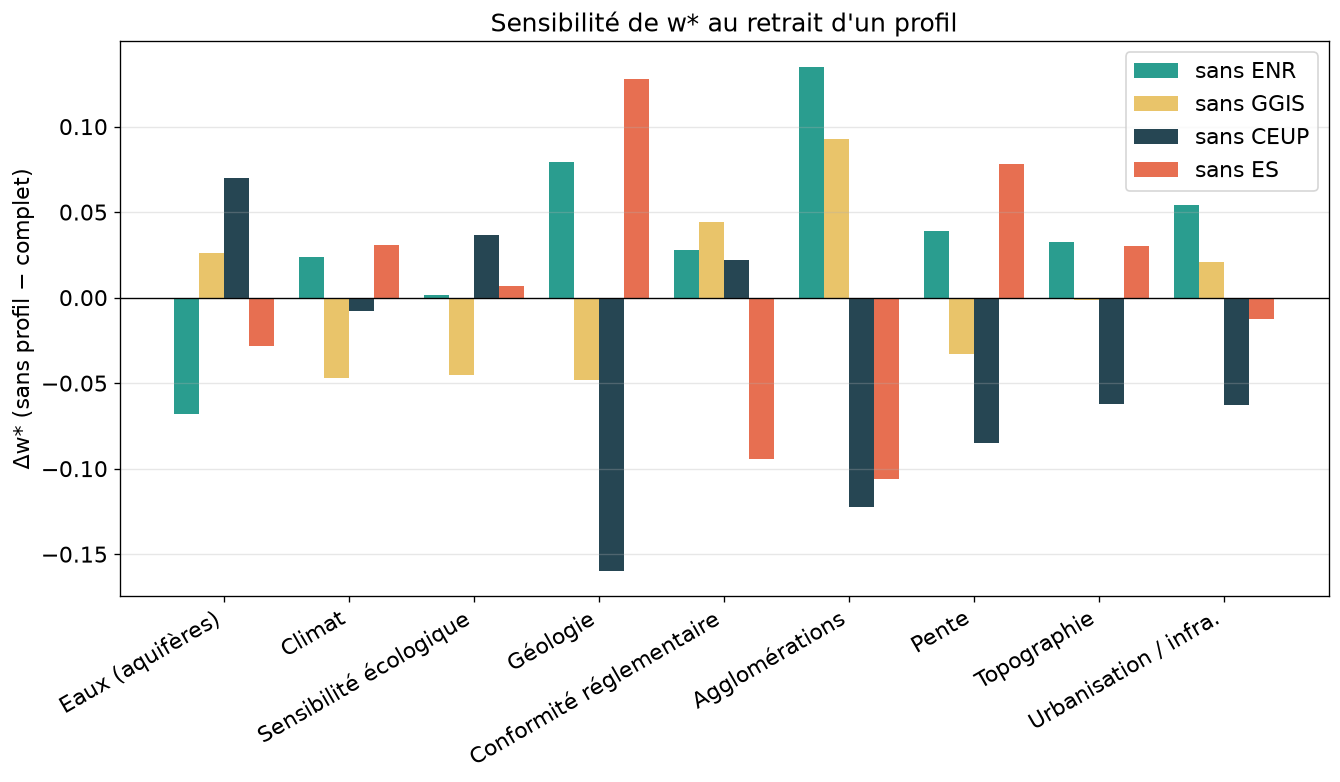 Sensibilité de w* au retrait d'un profil
sans ENR
sans GGIS
sans CEUP
sans ES
Δw* (sans profil − complet)
0.10
0.05
0.00
−0.05
−0.10
−0.15
Eaux (aquifères)
Climat
Sensibilité écologique
Géologie
Conformité réglementaire
Agglomérations
Pente
Topographie
Urbanisation / infra.